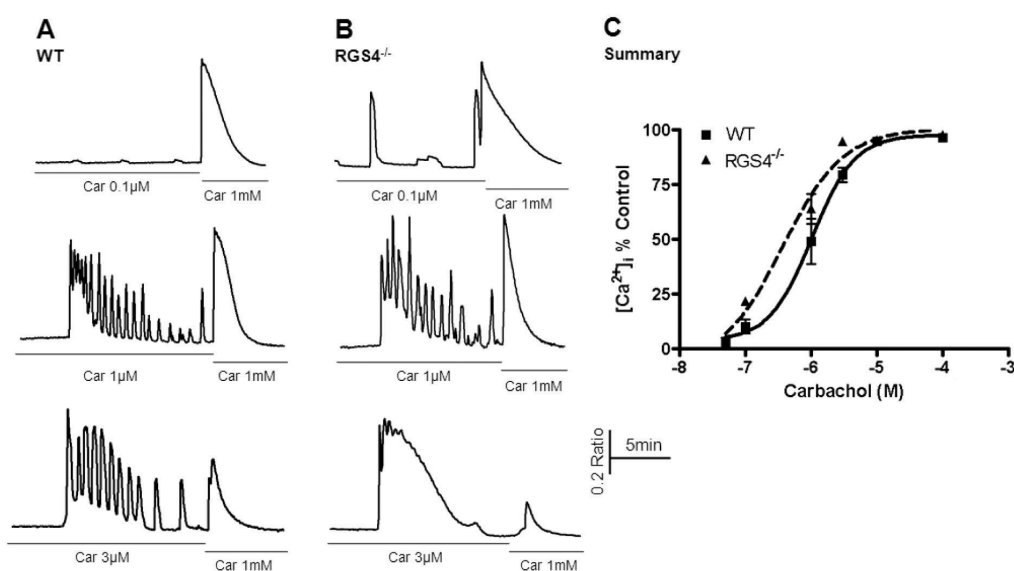 A
WT
Car 0.1µM
Car 1mM
Car 1µM
Car 1mM
Car 3µM
Car 1mM
B
RGS4-/-
Car 0.1µM
Car 1mM
Car 1µM
Car 1mM
Car 3µM
Car 1mM
C
Summary
WT
RGS4-/-
100
75
50
25
0
[Ca2+]i % Control
-8 -7 -6 -5 -4 -3
Carbachol (M)
0.2 Ratio
5min